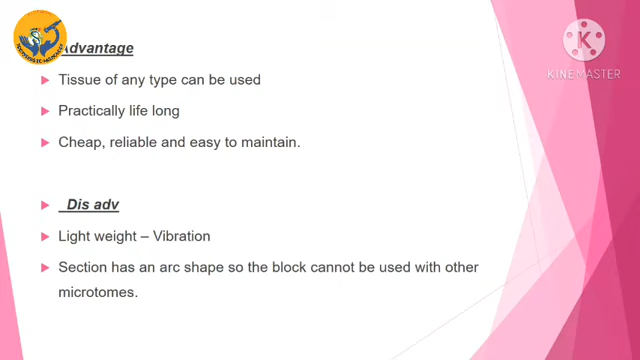 Advantage
Tissue of any type can be used
Practically life long
Cheap, reliable and easy to maintain.
Dis adv
Light weight – Vibration
Section has an arc shape so the block cannot be used with other
microtomes.
KINEMASTER